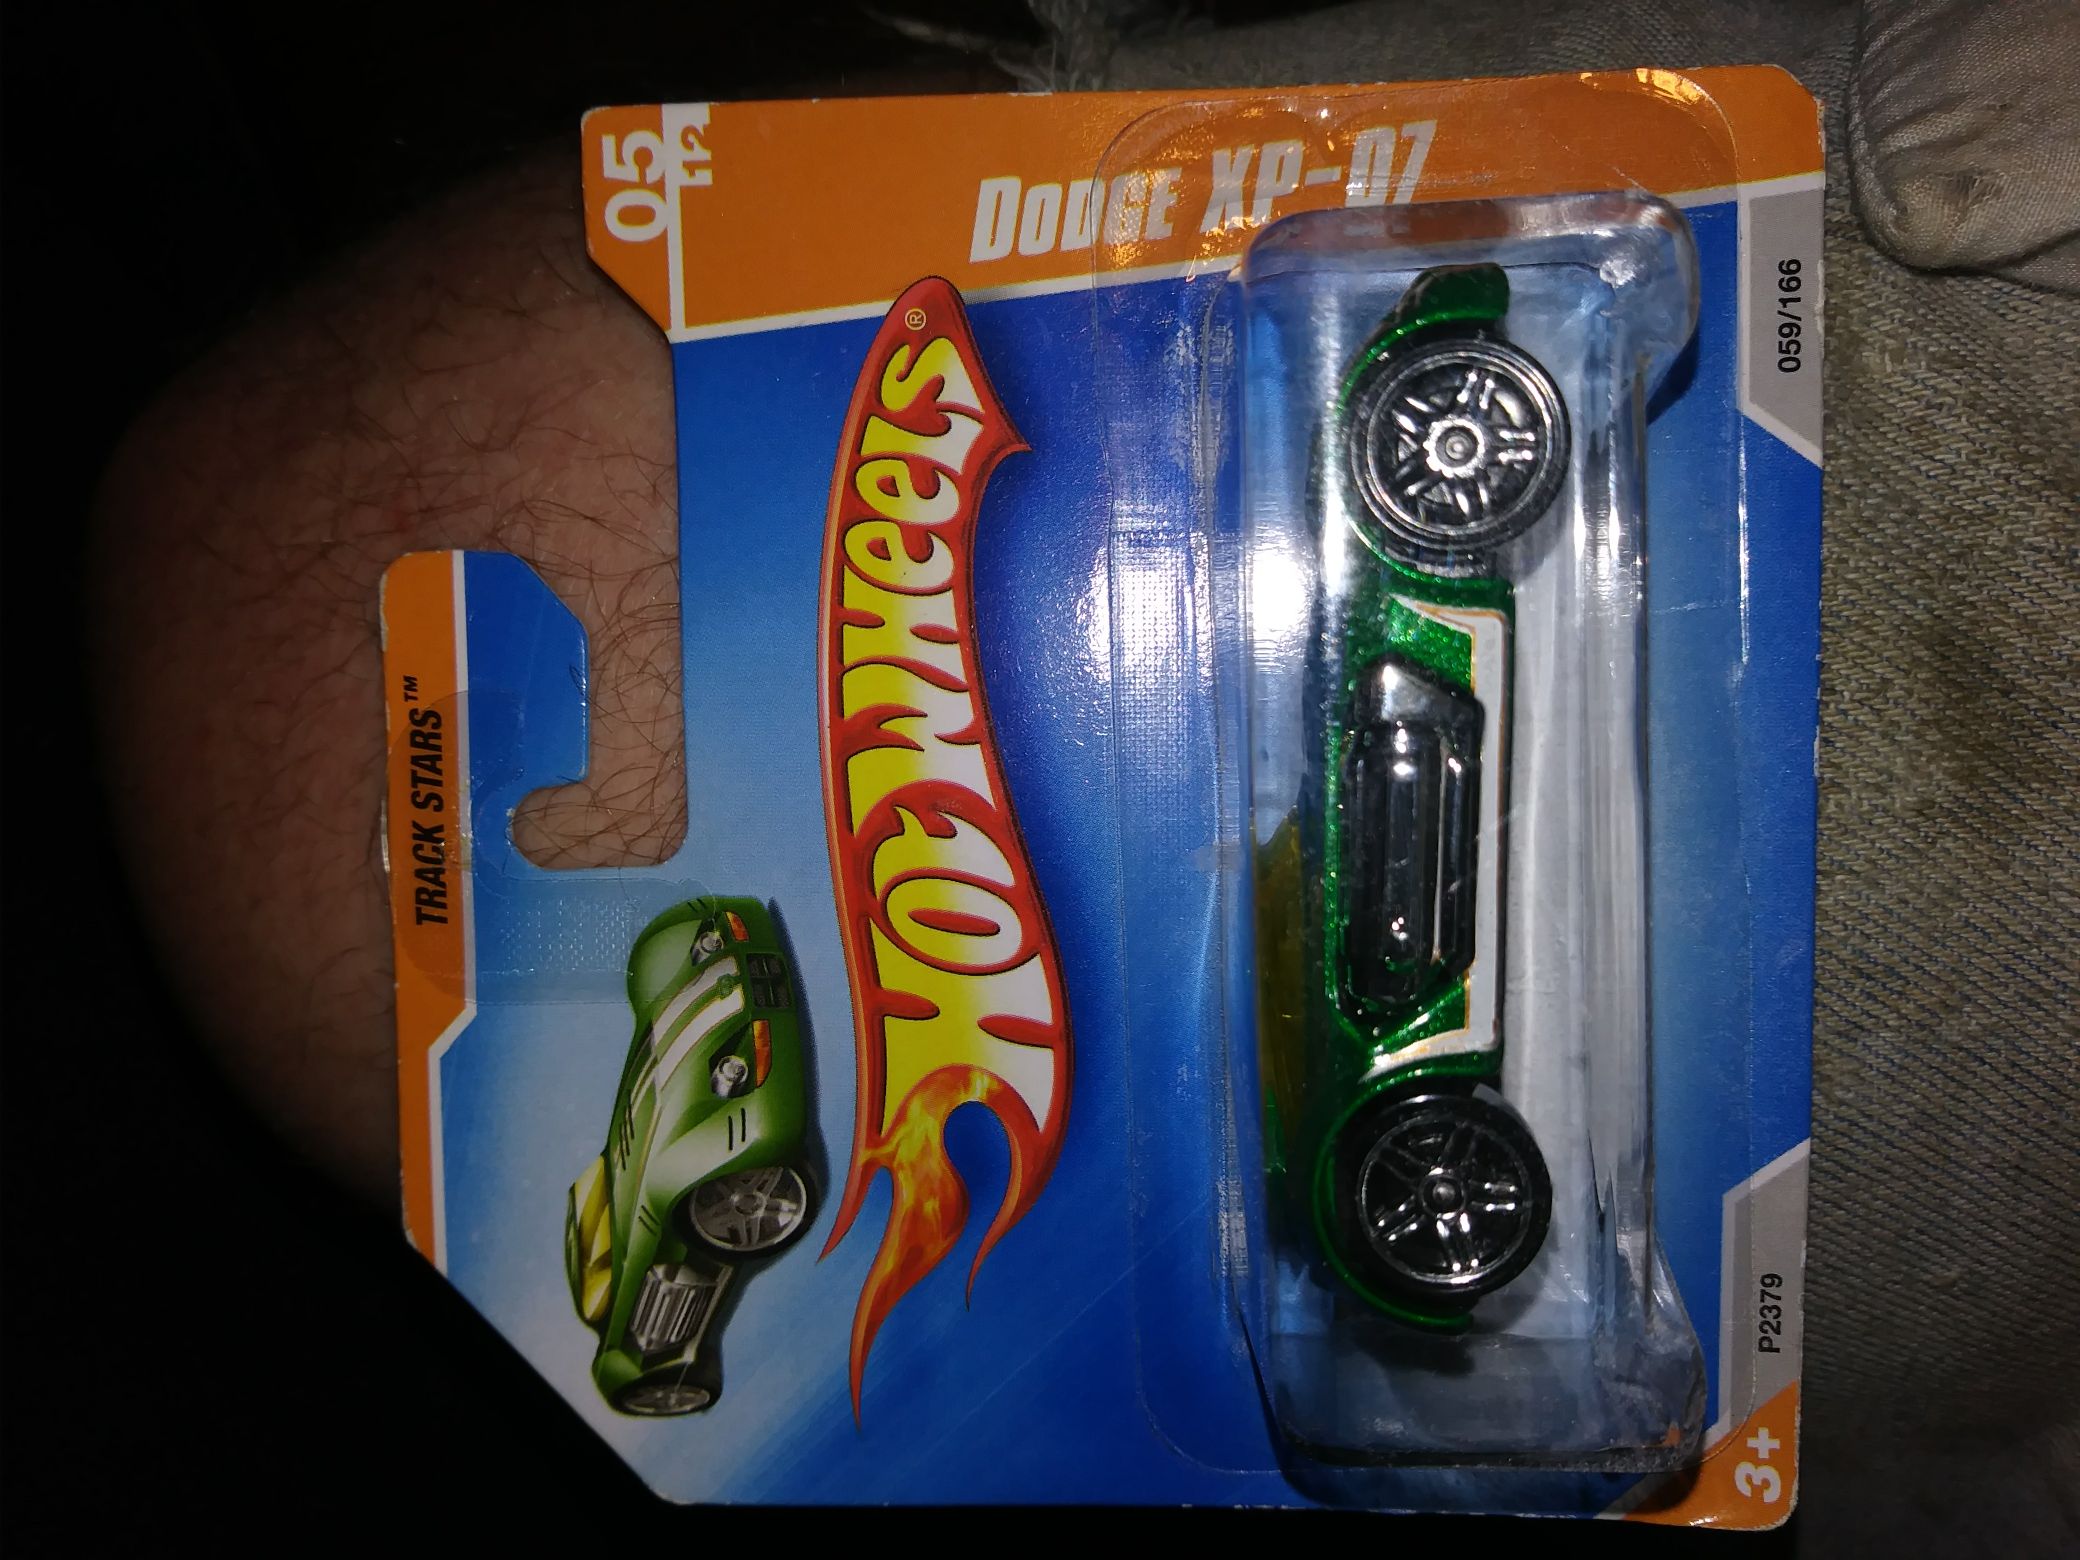 TRACK STARS™
05
12
HOT WHEELS®
DODGE XP-07
P2379
059/166
3+